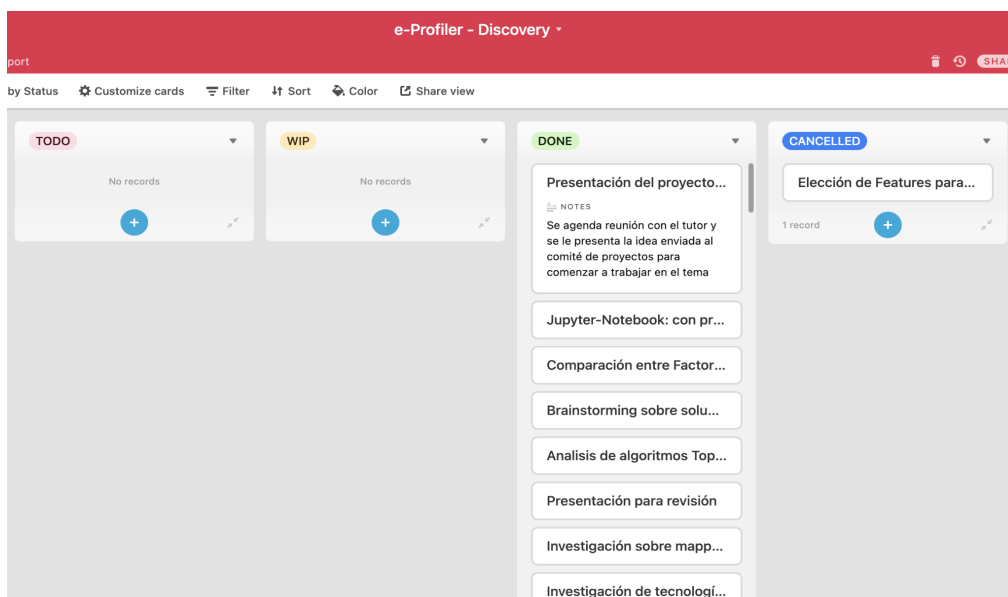 e-Profiler - Discovery
port
SHA
by Status Customize cards Filter Sort Color Share view
TODO
No records
WIP
No records
DONE
Presentación del proyecto...
NOTES
Se agenda reunión con el tutor y
se le presenta la idea enviada al
comité de proyectos para
comenzar a trabajar en el tema
Jupyter-Notebook: con pr...
Comparación entre Factor...
Brainstorming sobre solu...
Analisis de algoritmos Top...
Presentación para revisión
Investigación sobre mapp...
Investigación de tecnologí...
CANCELLED
Elección de Features para...
1 record